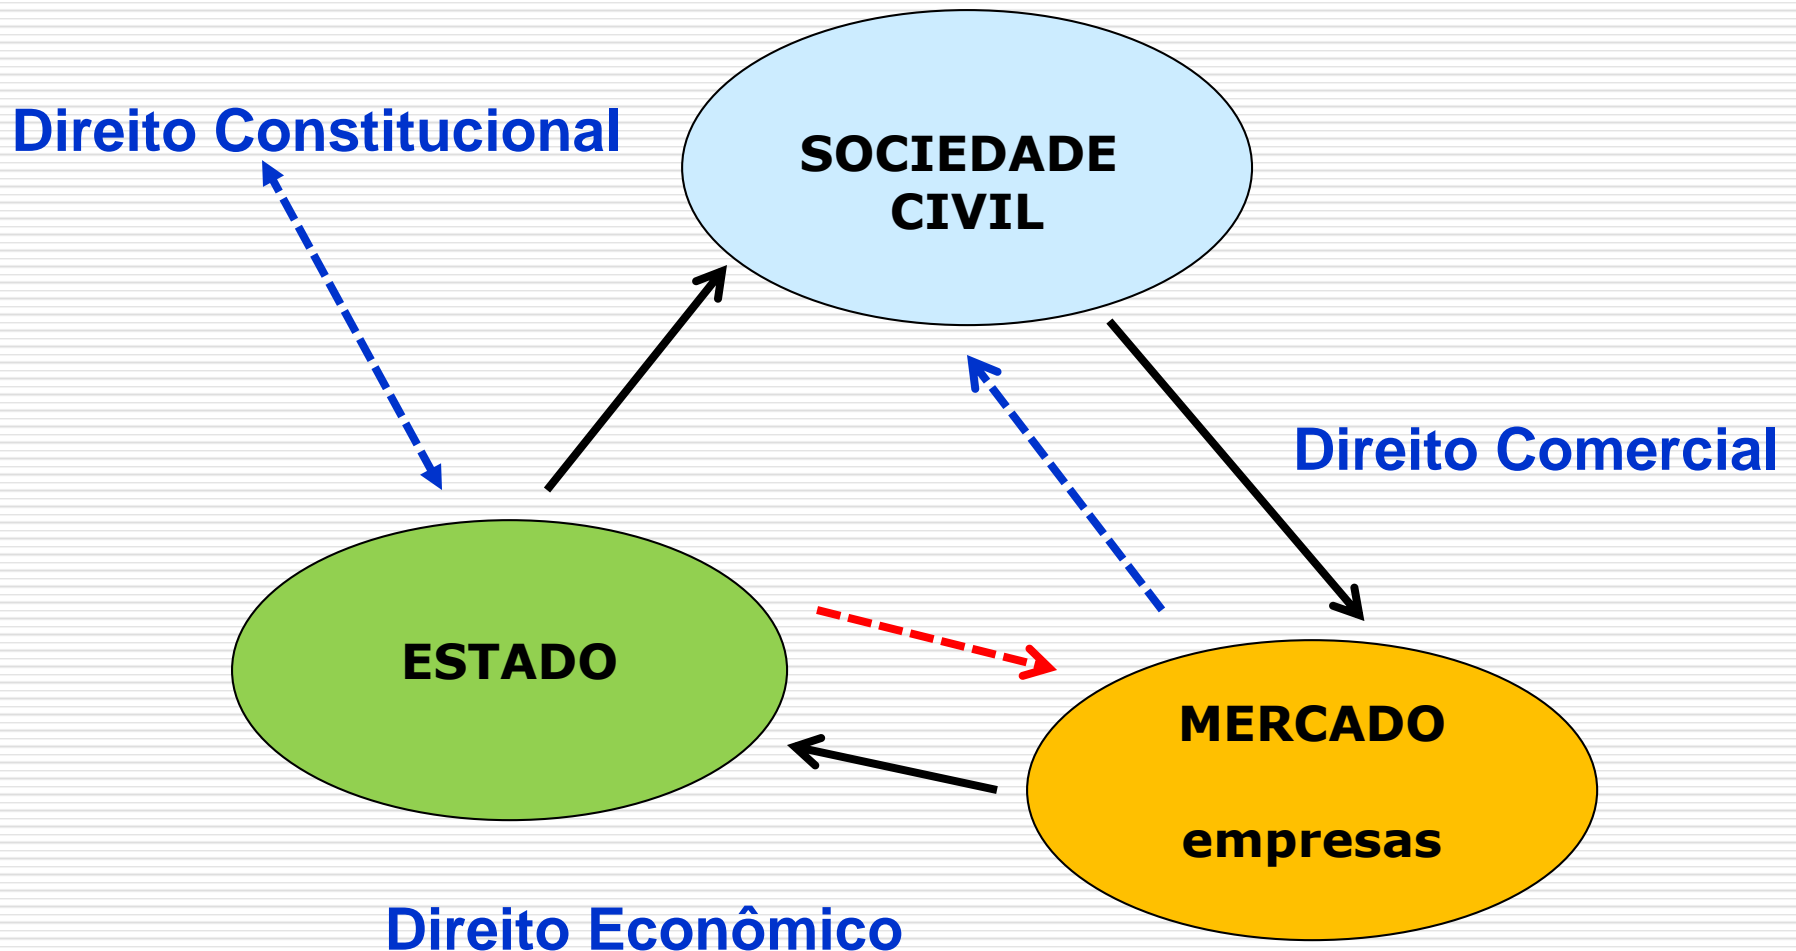 Direito Constitucional
SOCIEDADE
CIVIL
Direito Comercial
ESTADO
MERCADO
empresas
Direito Econômico